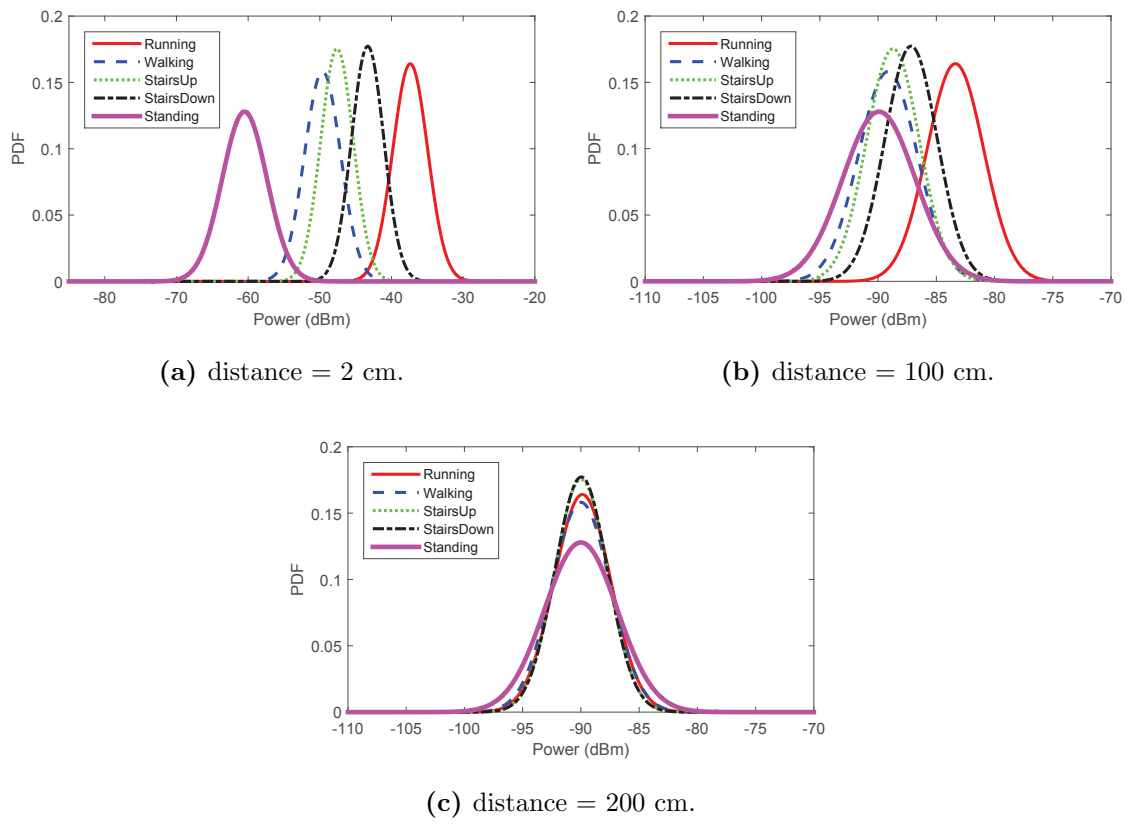 0.2
0.15
0.1
0.05
0
PDF
Running
Walking
StairsUp
StairsDown
Standing
-80 -70 -60 -50 -40 -30 -20
Power (dBm)
(a) distance = 2 cm.
0.2
0.15
0.1
0.05
0
PDF
Running
Walking
StairsUp
StairsDown
Standing
-110 -105 -100 -95 -90 -85 -80 -75 -70
Power (dBm)
(b) distance = 100 cm.
0.2
0.15
0.1
0.05
0
PDF
Running
Walking
StairsUp
StairsDown
Standing
-110 -105 -100 -95 -90 -85 -80 -75 -70
Power (dBm)
(c) distance = 200 cm.